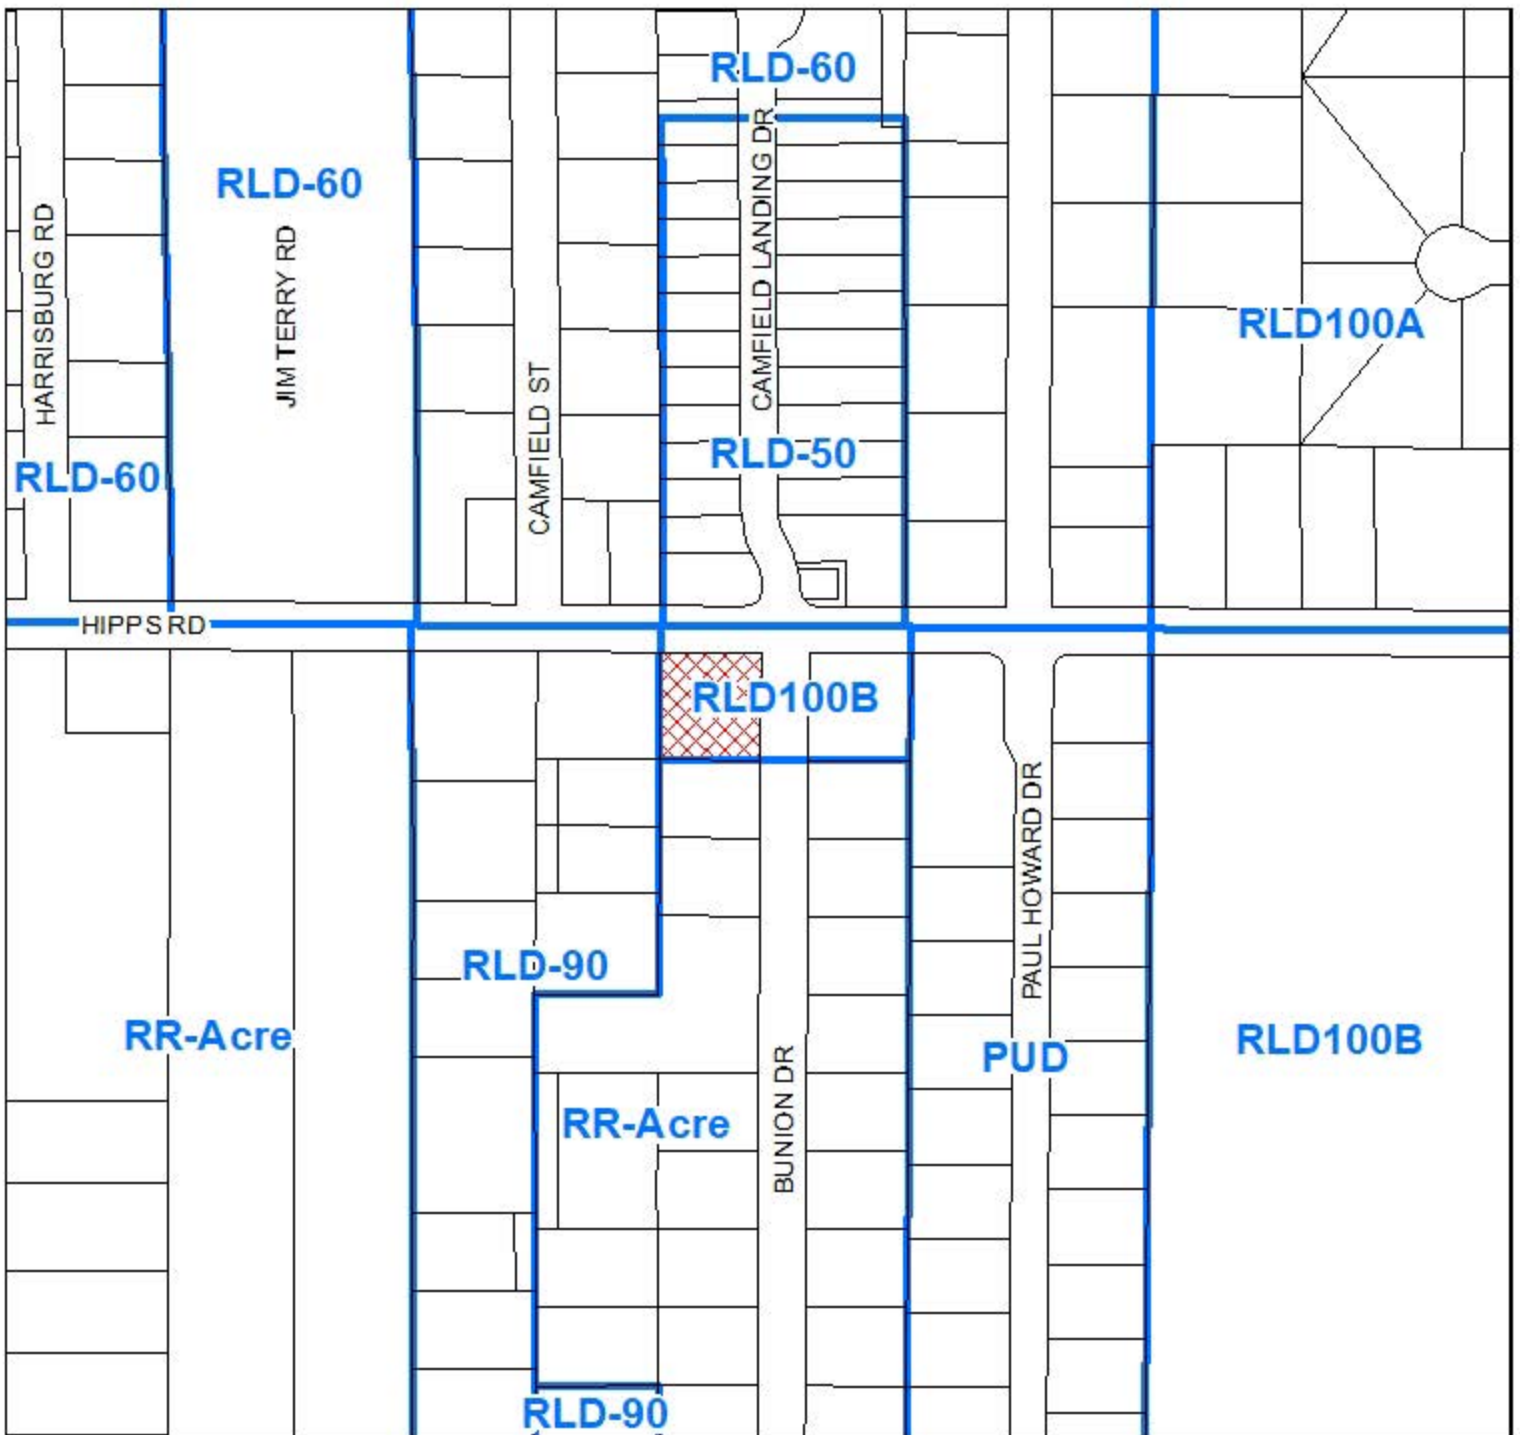 RLD-60
RLD-60
HARRISBURG RD
JIM TERRY RD
CAMFIELD LANDING DR
RLD100A
CAMFIELD ST
RLD-50
RLD-60
HIPPS RD
RLD100B
PAUL HOWARD DR
RLD-90
RR-Acre
RLD100B
PUD
BUNION DR
RR-Acre
RLD-90